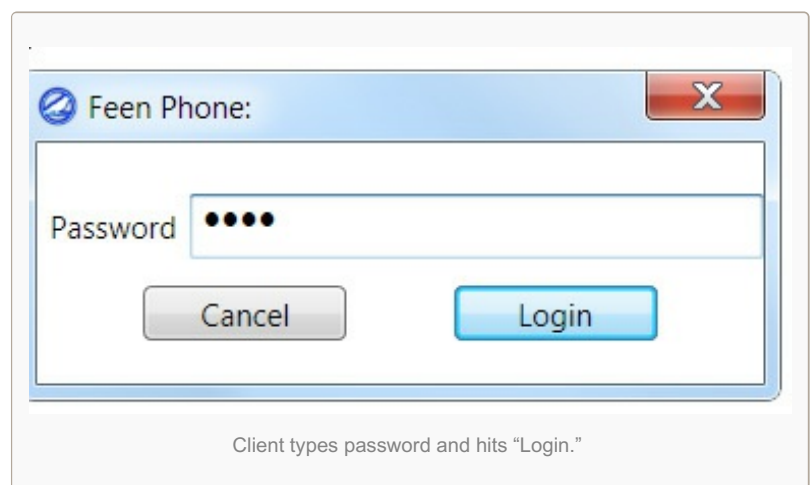 Feen Phone:
Password ••••
Cancel Login
Client types password and hits “Login.”